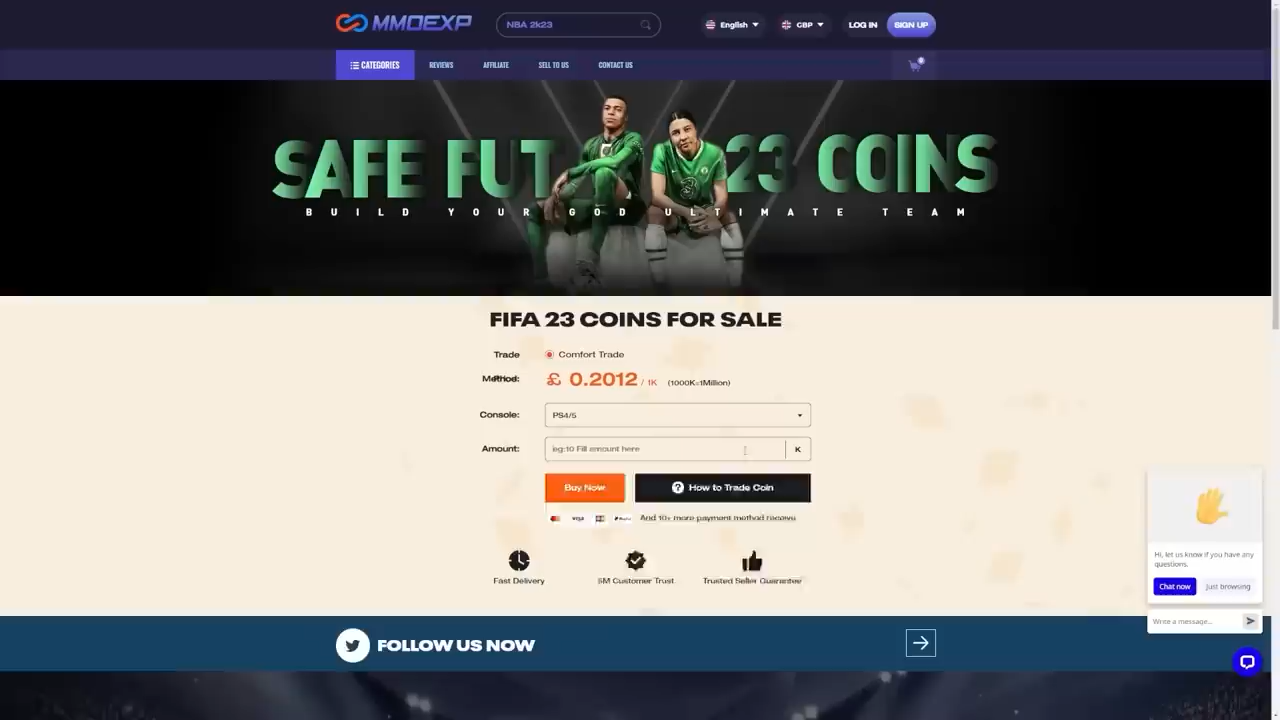 MMOEXP
NBA 2k23
English
GBP
LOG IN
SIGN UP
CATEGORIES
REVIEWS
AFFILIATE
SELL TO US
CONTACT US
0
SAFE FUT 23 COINS
BUILD YOUR GOD ULTIMATE TEAM
FIFA 23 COINS FOR SALE
Trade
Comfort Trade
£ 0.2012 / 1K (1000K=1Million)
Console:
PS4/5
Amount:
eg:10 Fill amount here
K
Buy Now
? How to Trade Coin
VISA
PayPal
And 10+ more payment method receive
Fast Delivery
5M Customer Trust
Trusted Seller Guarantee
Hi, let us know if you have any
questions.
Chat now
Just browsing
Write a message...
FOLLOW US NOW